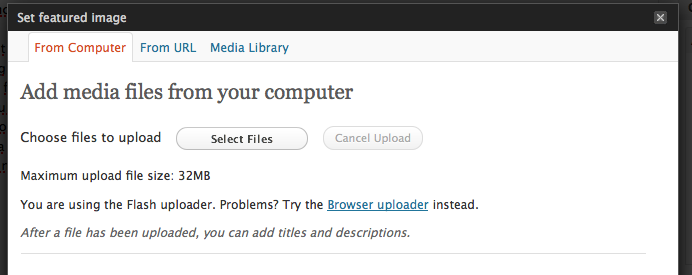 Set featured image
From Computer From URL Media Library
Add media files from your computer
Choose files to upload Select Files Cancel Upload
Maximum upload file size: 32MB
You are using the Flash uploader. Problems? Try the Browser uploader instead.
After a file has been uploaded, you can add titles and descriptions.